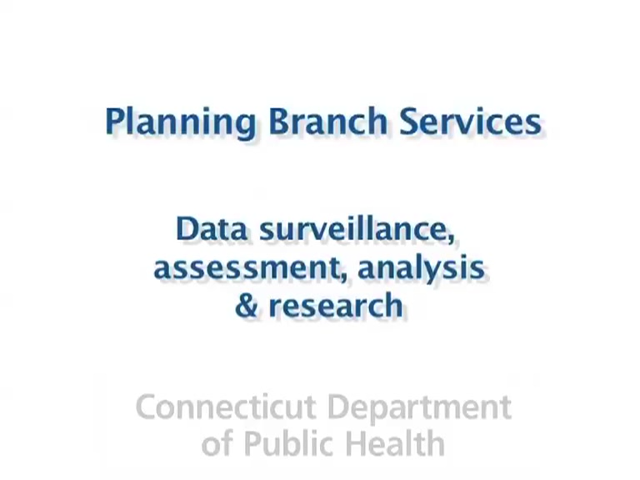 Planning Branch Services
Data surveillance,
assessment, analysis
& research
Connecticut Department
of Public Health